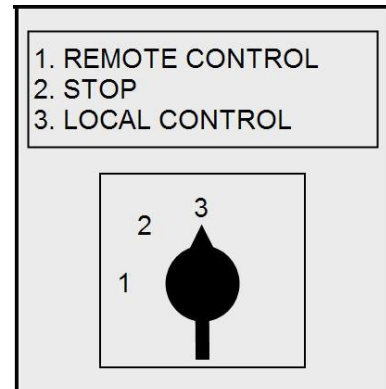 1. REMOTE CONTROL
2. STOP
3. LOCAL CONTROL
3
2
1